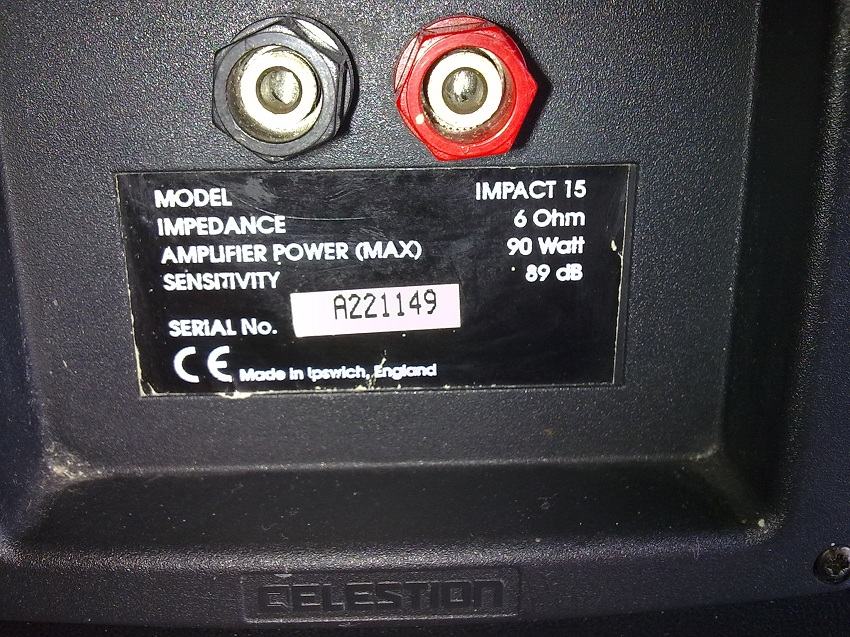 MODEL IMPACT 15
IMPEDANCE 6 Ohm
AMPLIFIER POWER (MAX) 90 Watt
SENSITIVITY 89 dB
SERIAL No. A221149
CE Made in Ipswich, England
CELESTION